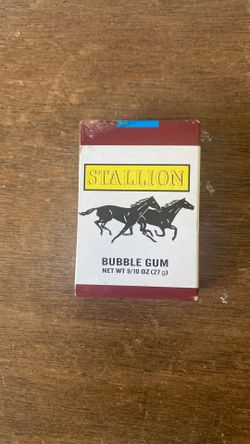 STALLION
BUBBLE GUM
NET WT 9/10 OZ (27 g)